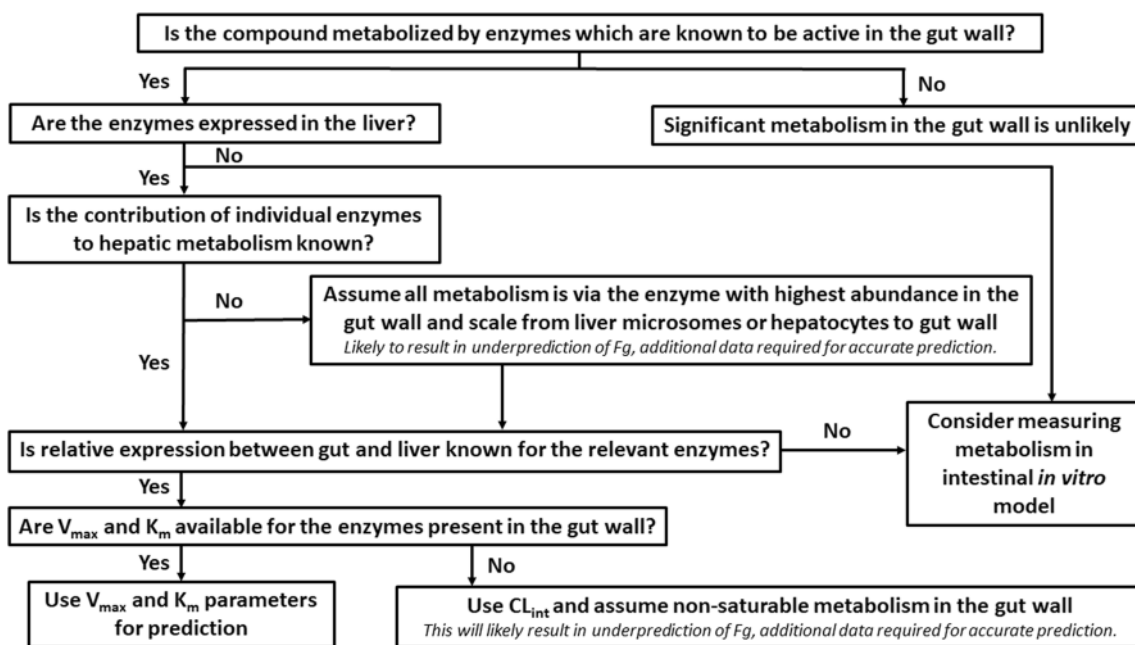 Is the compound metabolized by enzymes which are known to be active in the gut wall?
Yes
No
Are the enzymes expressed in the liver?
Significant metabolism in the gut wall is unlikely
No
Yes
Is the contribution of individual enzymes
to hepatic metabolism known?
No
Assume all metabolism is via the enzyme with highest abundance in the
gut wall and scale from liver microsomes or hepatocytes to gut wall
Likely to result in underprediction of Fg, additional data required for accurate prediction.
Yes
Is relative expression between gut and liver known for the relevant enzymes?
No
Consider measuring
metabolism in
intestinal in vitro
model
Yes
Are Vmax and Km available for the enzymes present in the gut wall?
Yes
No
Use Vmax and Km parameters
for prediction
Use CLint and assume non-saturable metabolism in the gut wall
This will likely result in underprediction of Fg, additional data required for accurate prediction.